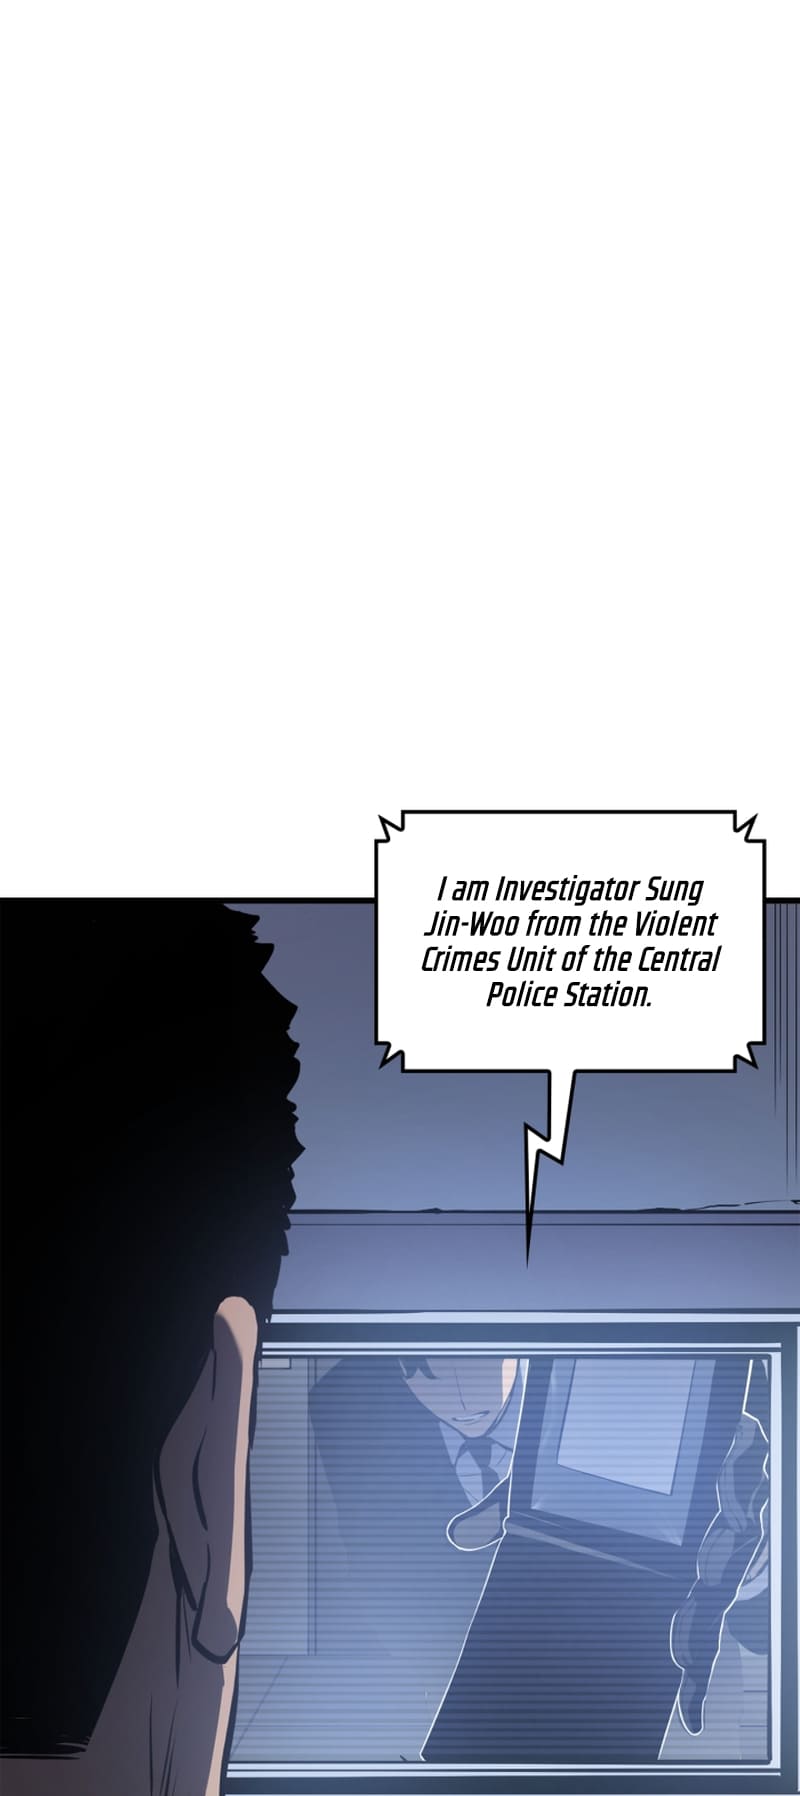 I am Investigator Sung
Jin-Woo from the Violent
Crimes Unit of the Central
Police Station.